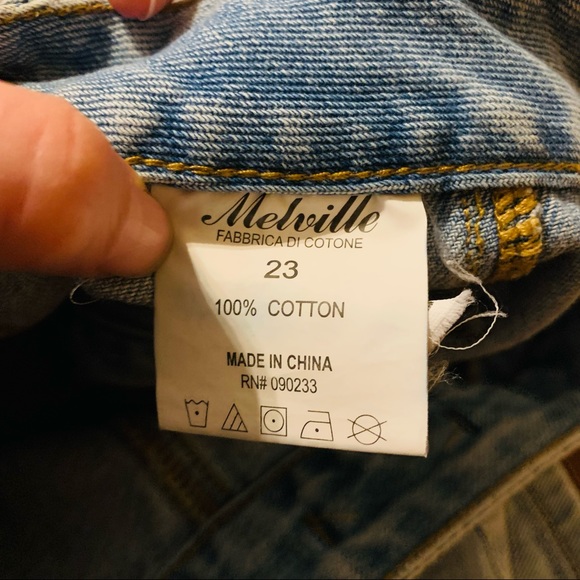 Melville
FABBRICA DI COTONE
23
100% COTTON
MADE IN CHINA
RN# 090233